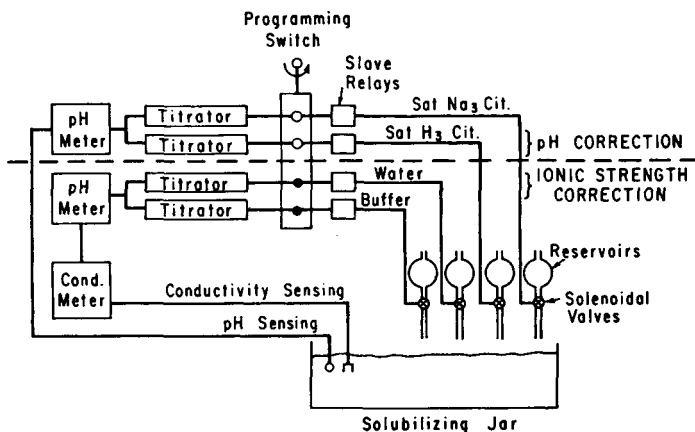 Programming
Switch
Slave
Relays
pH
Meter
Titrator
Titrator
Sat Na3 Cit.
Sat H3 Cit.
} pH CORRECTION
pH
Meter
Titrator
Titrator
Water
Buffer
} IONIC STRENGTH
CORRECTION
Cond.
Meter
Conductivity Sensing
pH Sensing
Reservoirs
Solenoidal
Valves
Solubilizing Jar